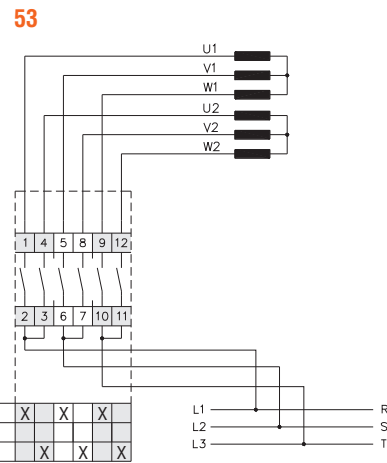 53
U1
V1
W1
U2
V2
W2
1 4 5 8 9 12
2 3 6 7 10 11
X X X
L1 R
L2 S
L3 T
X X X